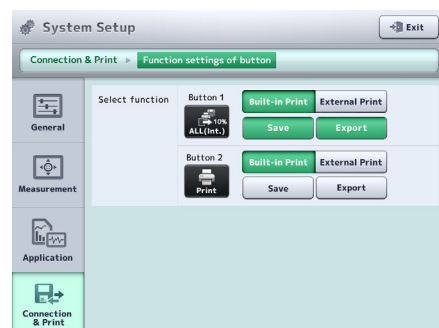 System Setup
Exit
Connection & Print ▶ Function settings of button
General
Measurement
Application
Connection
& Print
Select function
Button 1
10%
ALL(Int.)
Built-in Print
External Print
Save
Export
Button 2
Print
Built-in Print
External Print
Save
Export